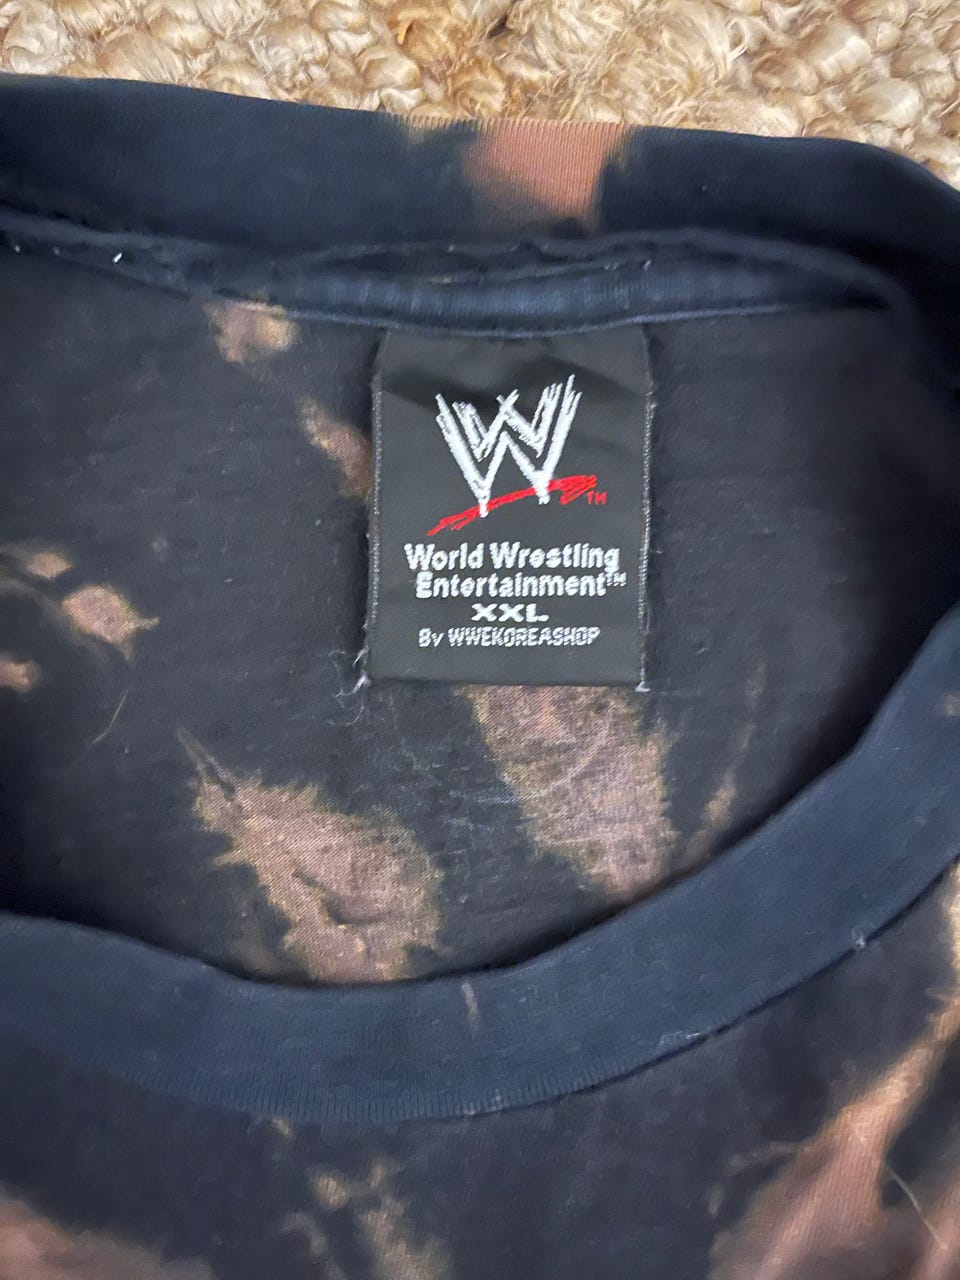 W™
World Wrestling
Entertainment™
XXL
By WWEKOREASHOP